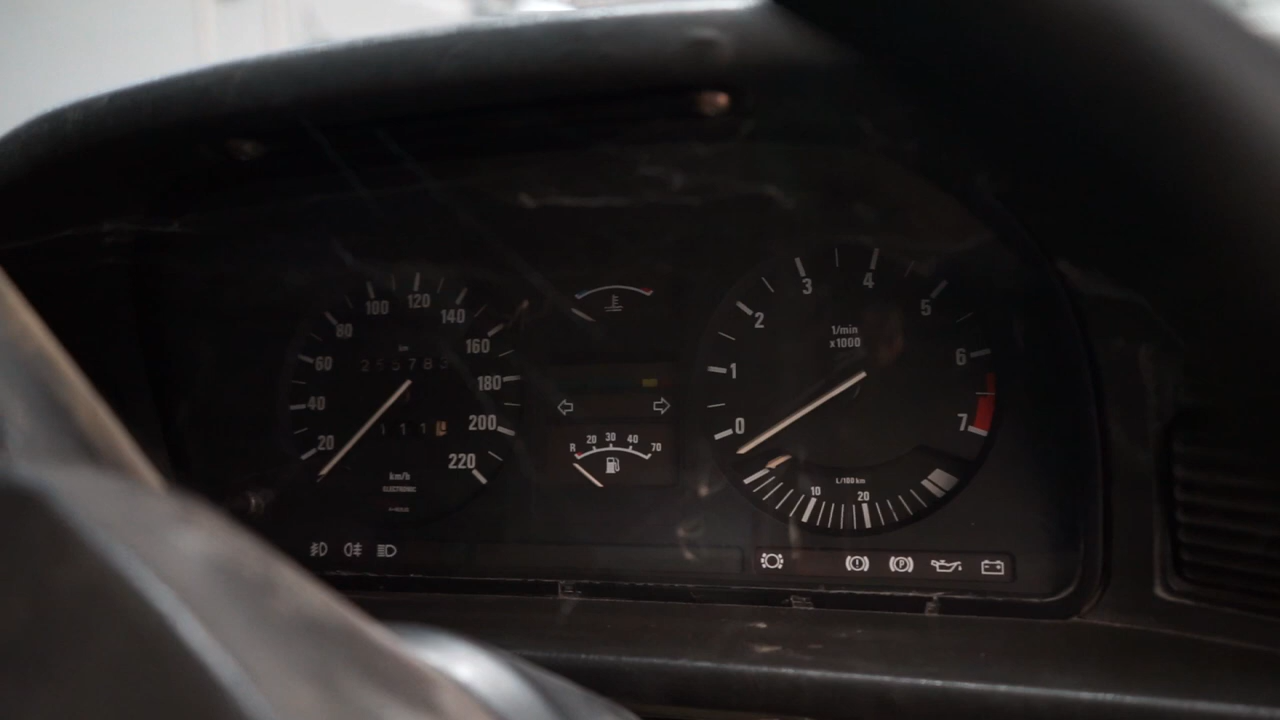 20 40 60 80 100 120 140 160 180 200 220
km
km/h
ELECTRONIC
R 20 30 40 70
0 1 2 3 4 5 6 7
1/min
x1000
L/100 km
10 20
P